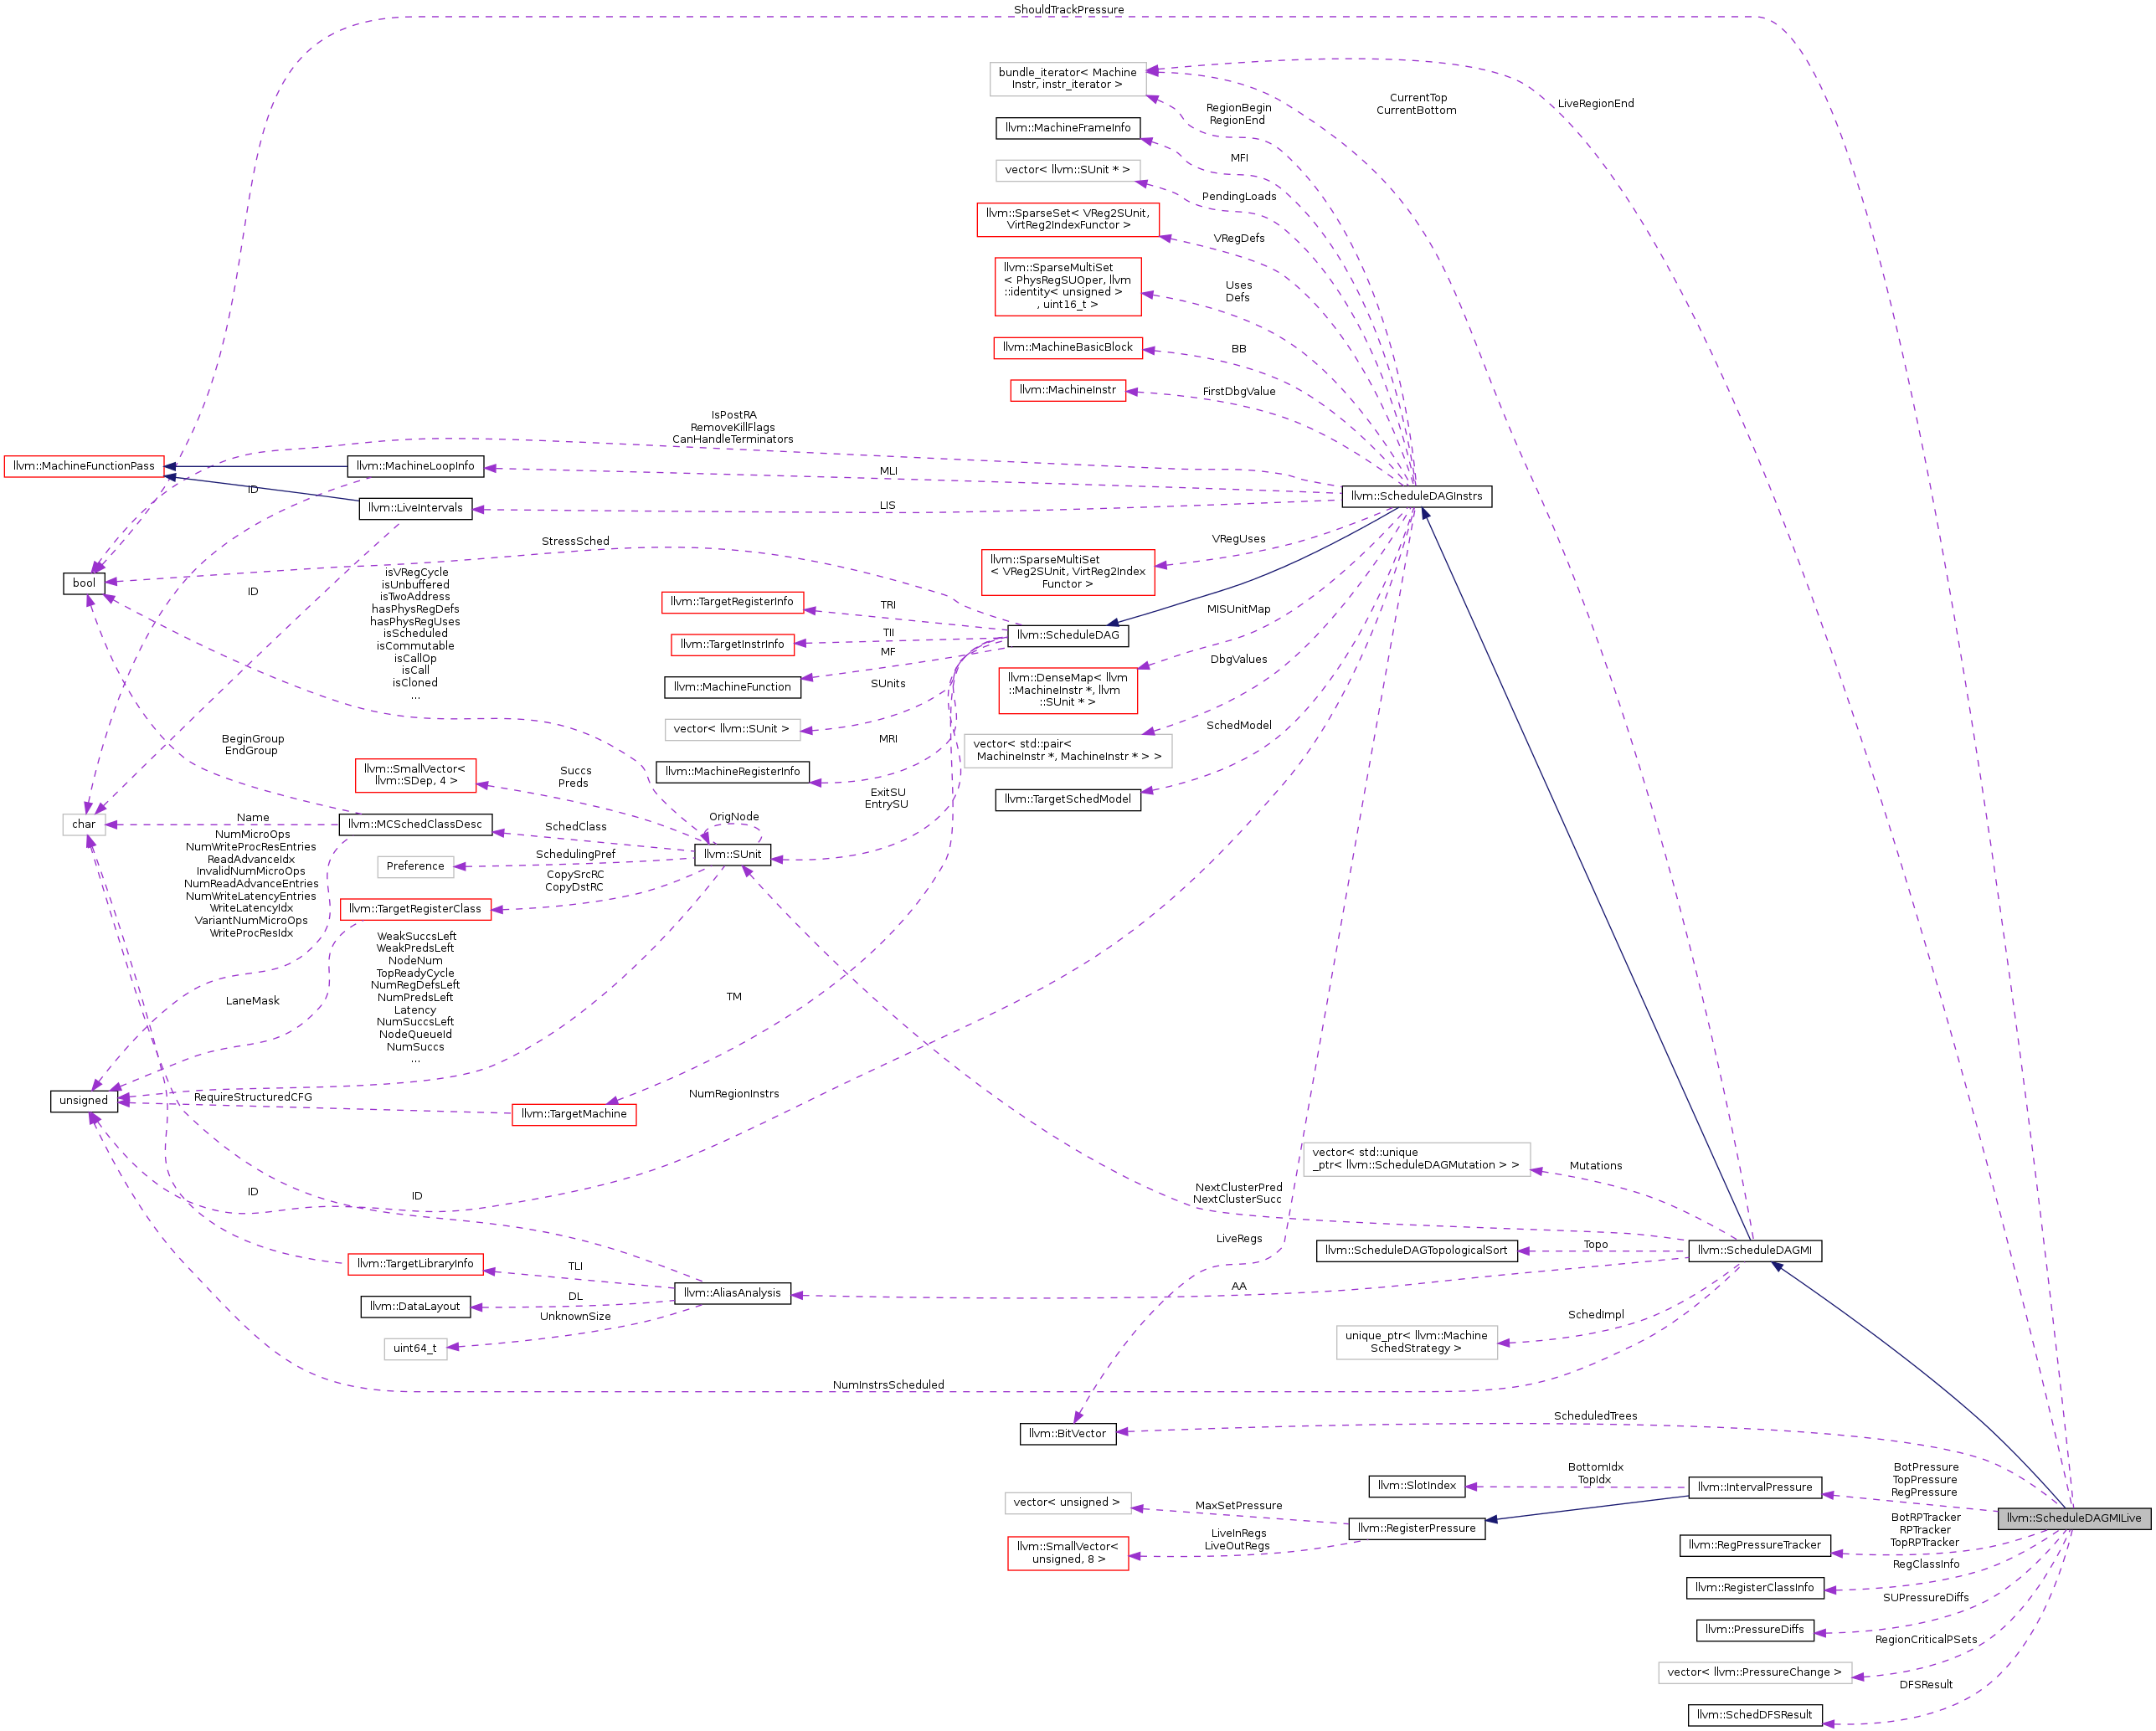 ShouldTrackPressure
bundle_iterator< Machine
Instr, instr_iterator >
CurrentTop
CurrentBottom
LiveRegionEnd
RegionBegin
RegionEnd
llvm::MachineFrameInfo
MFI
vector< llvm::SUnit * >
PendingLoads
llvm::SparseSet< VReg2SUnit,
VirtReg2IndexFunctor >
VRegDefs
llvm::SparseMultiSet
< PhysRegSUOper, llvm
::identity< unsigned >
, uint16_t >
Uses
Defs
llvm::MachineBasicBlock
BB
llvm::MachineInstr
FirstDbgValue
IsPostRA
RemoveKillFlags
CanHandleTerminators
llvm::MachineFunctionPass
llvm::MachineLoopInfo
MLI
ID
llvm::LiveIntervals
LIS
llvm::ScheduleDAGInstrs
StressSched
VRegUses
llvm::SparseMultiSet
< VReg2SUnit, VirtReg2Index
Functor >
bool
ID
isVRegCycle
isUnbuffered
isTwoAddress
hasPhysRegDefs
hasPhysRegUses
isScheduled
isCommutable
isCallOp
isCall
isCloned
...
llvm::TargetRegisterInfo
TRI
llvm::TargetInstrInfo
TII
MF
llvm::ScheduleDAG
MISUnitMap
llvm::MachineFunction
SUnits
DbgValues
llvm::DenseMap< llvm
::MachineInstr *, llvm
::SUnit * >
vector< llvm::SUnit >
MRI
SchedModel
vector< std::pair<
MachineInstr *, MachineInstr * > >
BeginGroup
EndGroup
llvm::SmallVector<
llvm::SDep, 4 >
Succs
Preds
llvm::MachineRegisterInfo
ExitSU
EntrySU
llvm::TargetSchedModel
char
Name
llvm::MCSchedClassDesc
SchedClass
OrigNode
NumMicroOps
NumWriteProcResEntries
ReadAdvanceIdx
InvalidNumMicroOps
NumReadAdvanceEntries
NumWriteLatencyEntries
WriteLatencyIdx
VariantNumMicroOps
WriteProcResIdx
Preference
SchedulingPref
llvm::SUnit
CopySrcRC
CopyDstRC
llvm::TargetRegisterClass
WeakSuccsLeft
WeakPredsLeft
NodeNum
TopReadyCycle
NumRegDefsLeft
NumPredsLeft
Latency
NumSuccsLeft
NodeQueueId
NumSuccs
...
LaneMask
TM
unsigned
RequireStructuredCFG
llvm::TargetMachine
NumRegionInstrs
vector< std::unique
_ptr< llvm::ScheduleDAGMutation > >
Mutations
ID
ID
NextClusterPred
NextClusterSucc
LiveRegs
llvm::ScheduleDAGTopologicalSort
Topo
llvm::ScheduleDAGMI
llvm::TargetLibraryInfo
TLI
llvm::AliasAnalysis
AA
llvm::DataLayout
DL
UnknownSize
uint64_t
unique_ptr< llvm::Machine
SchedStrategy >
SchedImpl
NumInstrsScheduled
llvm::BitVector
ScheduledTrees
llvm::SlotIndex
BottomIdx
TopIdx
llvm::IntervalPressure
BotPressure
TopPressure
RegPressure
vector< unsigned >
MaxSetPressure
llvm::RegisterPressure
llvm::ScheduleDAGMILive
LiveInRegs
LiveOutRegs
llvm::SmallVector<
unsigned, 8 >
llvm::RegPressureTracker
BotRPTracker
RPTracker
TopRPTracker
RegClassInfo
llvm::RegisterClassInfo
SUPressureDiffs
llvm::PressureDiffs
RegionCriticalPSets
vector< llvm::PressureChange >
DFSResult
llvm::SchedDFSResult